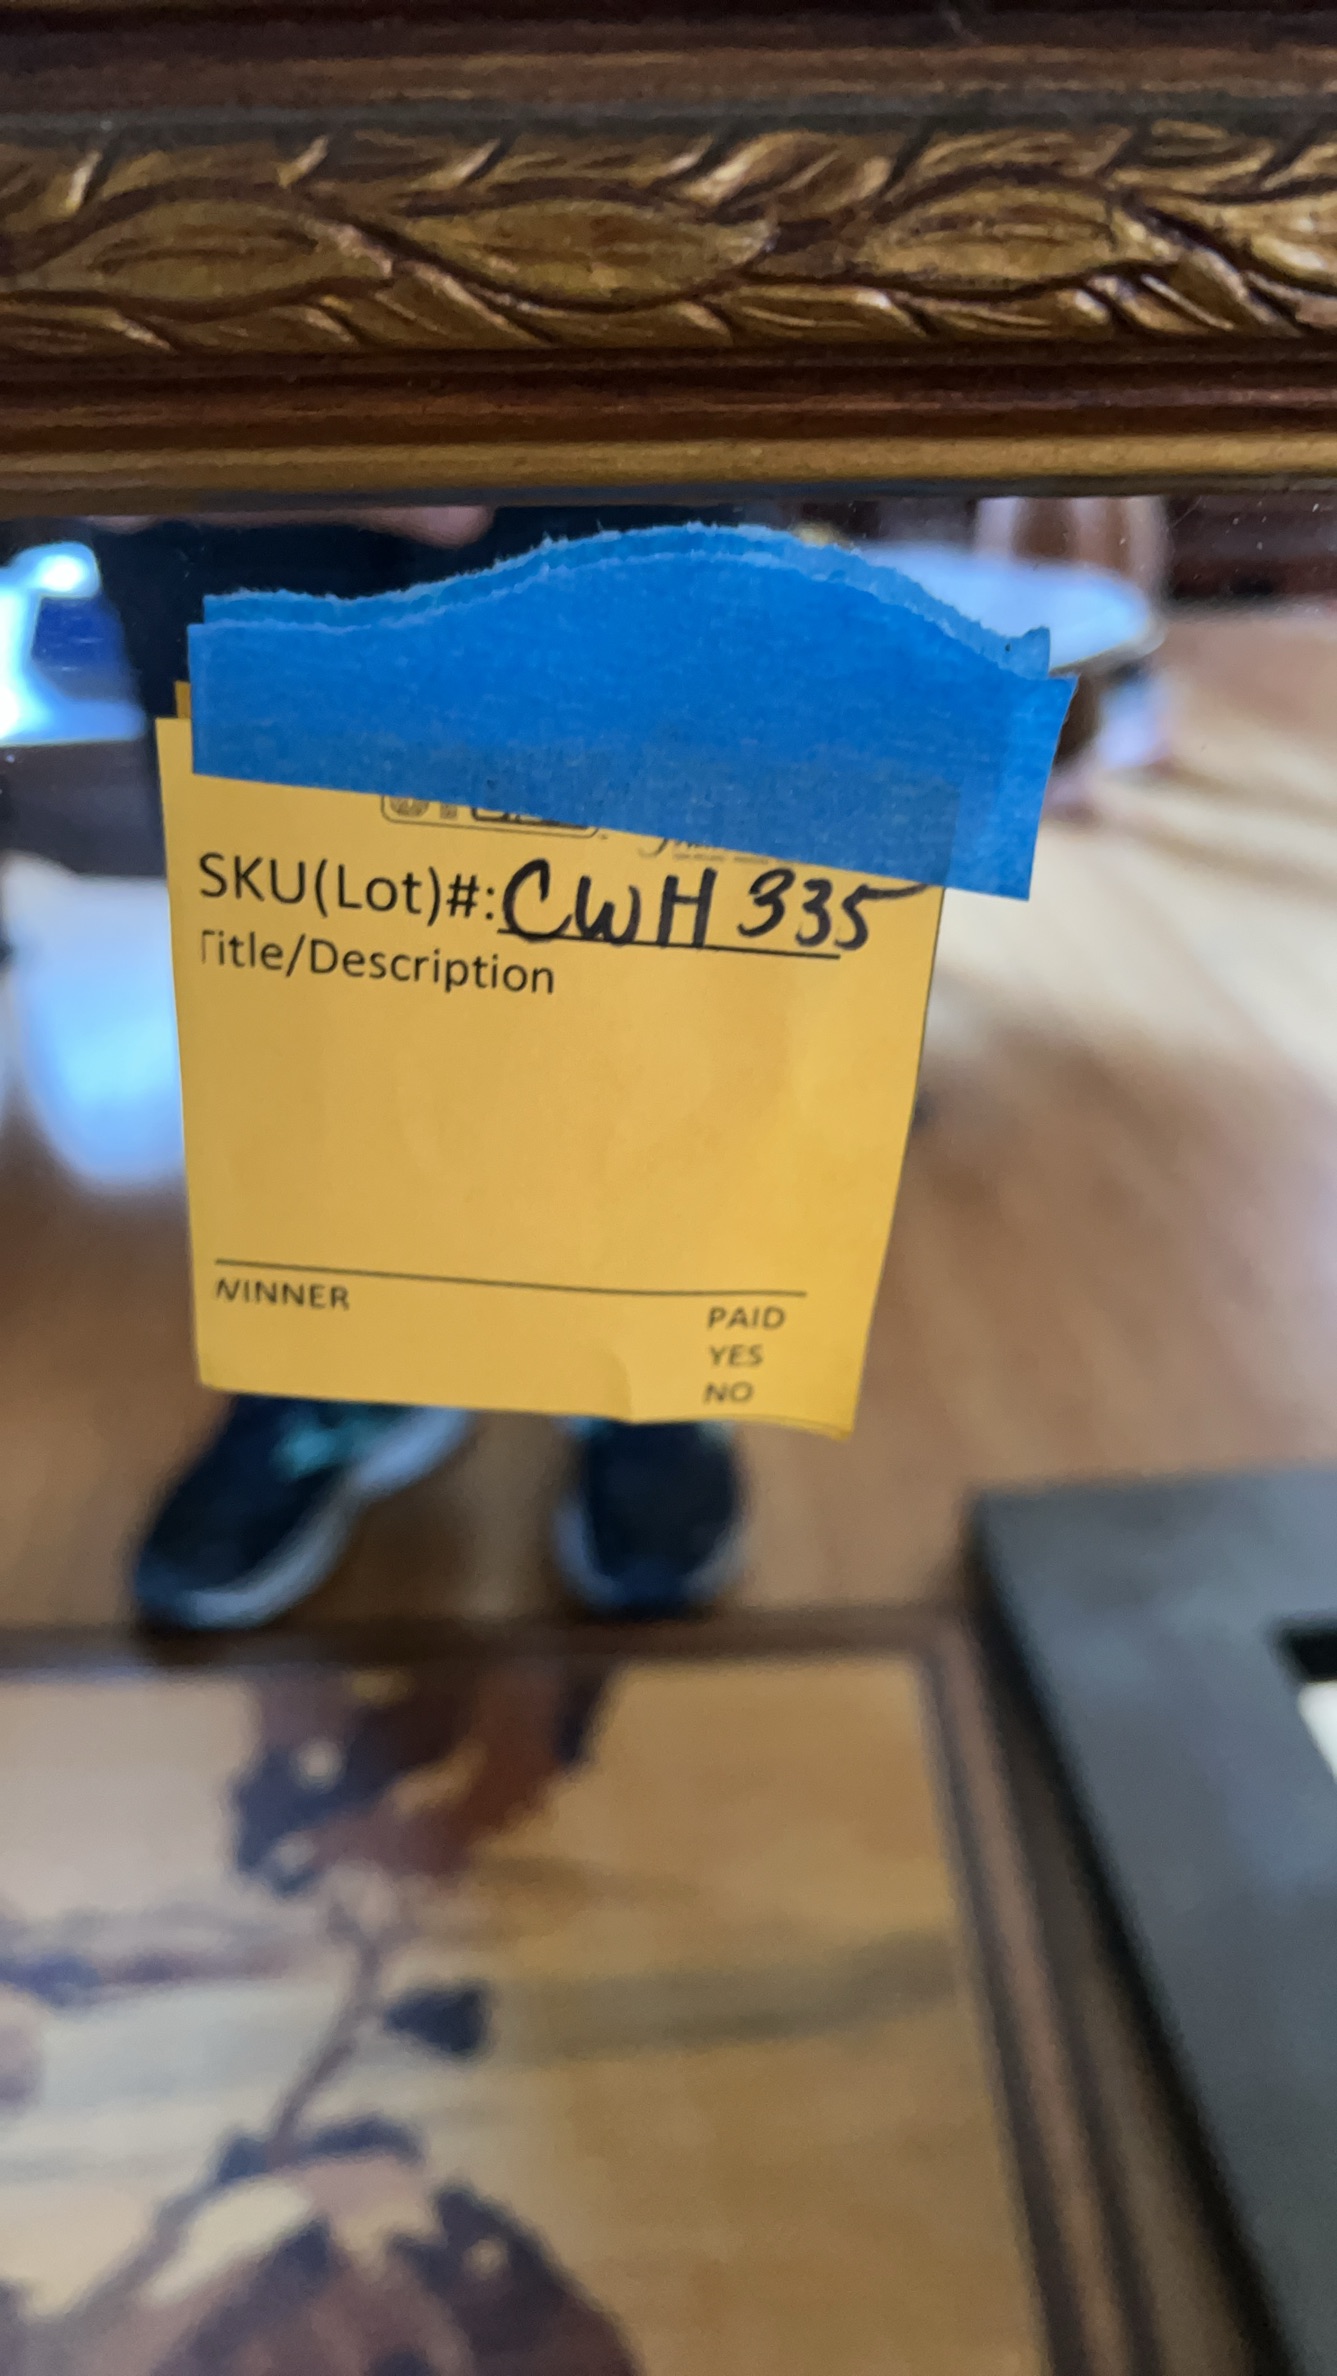 SKU(Lot)#: CWH 335
Title/Description
WINNER
PAID
YES
NO